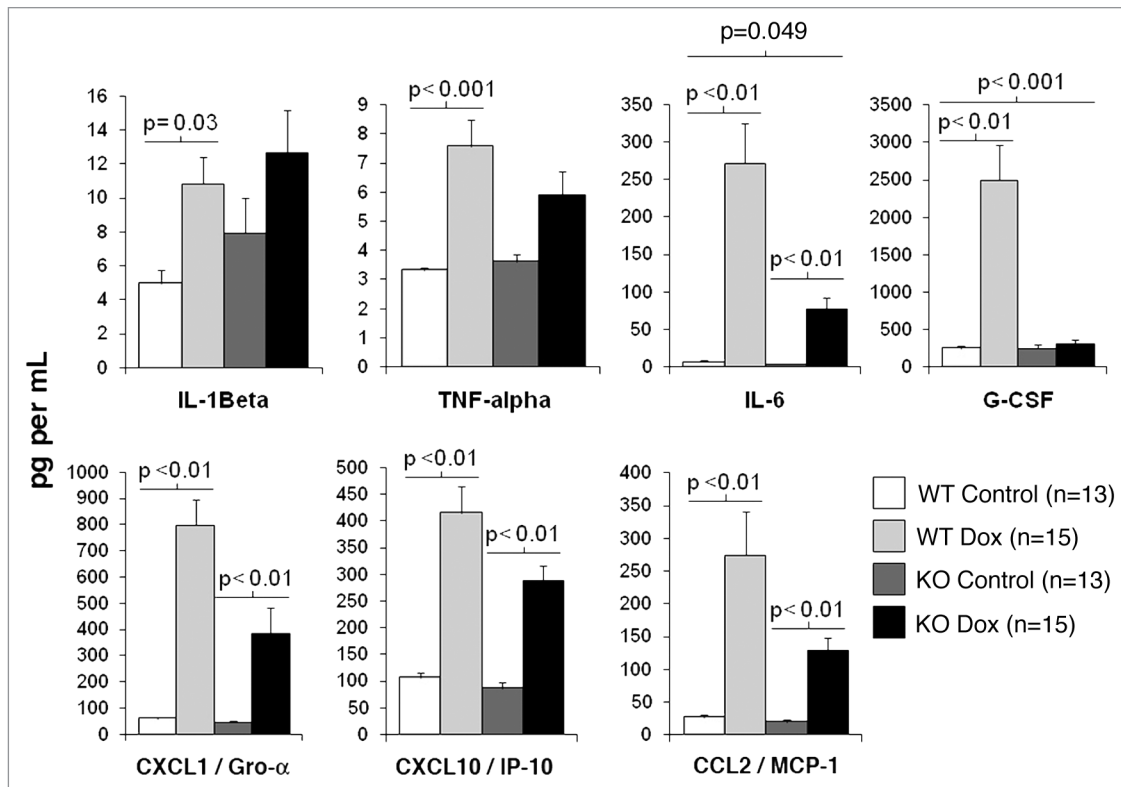 p=0.049
p< 0.001
p< 0.01
p< 0.001
p= 0.03
p< 0.01
p< 0.01
pg per mL
16
14
12
10
8
6
4
2
0
IL-1Beta
9
8
7
6
5
4
3
2
1
0
TNF-alpha
350
300
250
200
150
100
50
0
IL-6
3500
3000
2500
2000
1500
1000
500
0
G-CSF
1000
900
800
700
600
500
400
300
200
100
0
p <0.01
p< 0.01
CXCL1 / Gro-α
500
450
400
350
300
250
200
150
100
50
0
p <0.01
p< 0.01
CXCL10 / IP-10
400
350
300
250
200
150
100
50
0
p <0.01
p< 0.01
CCL2 / MCP-1
WT Control (n=13)
WT Dox (n=15)
KO Control (n=13)
KO Dox (n=15)